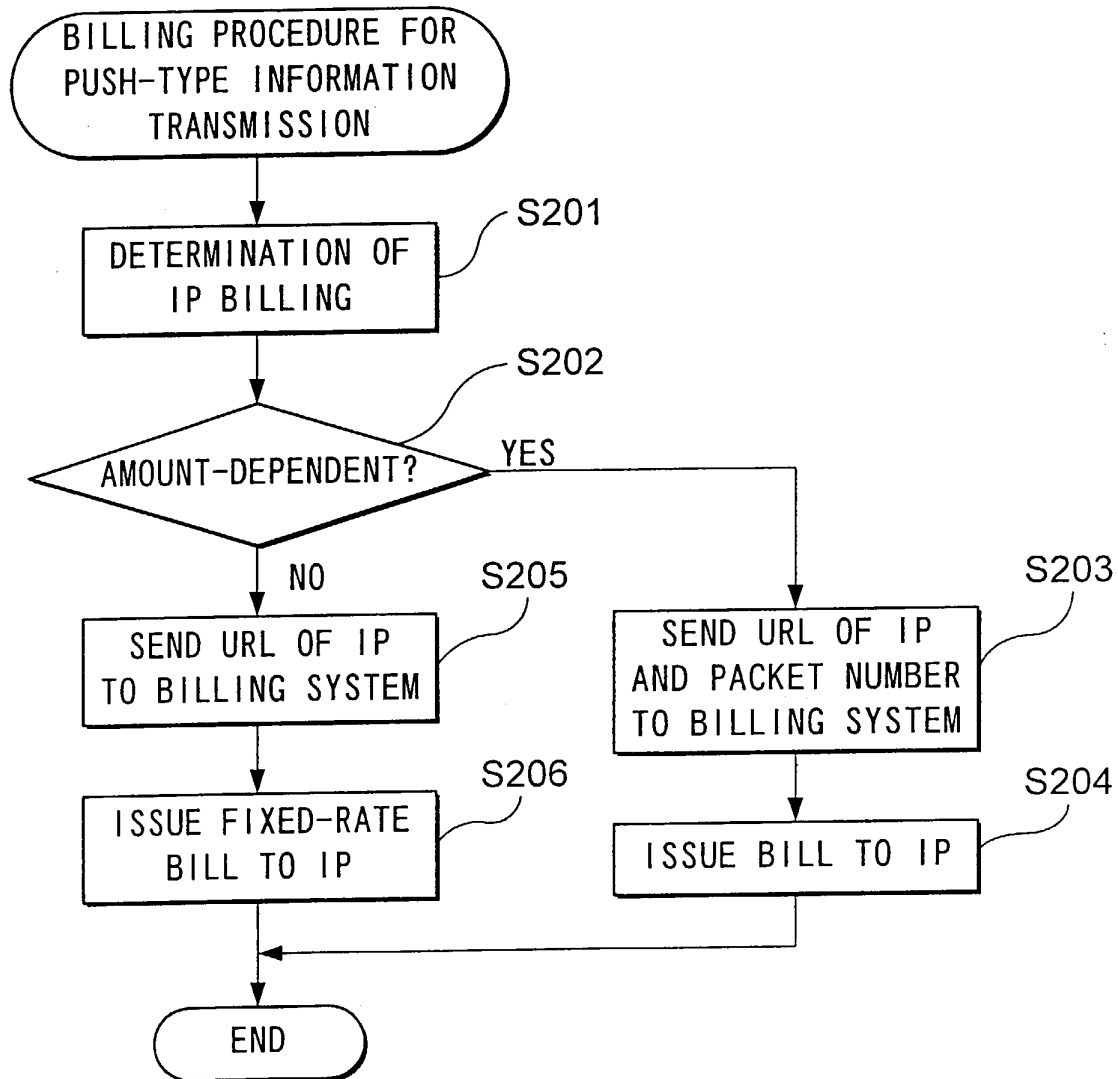 BILLING PROCEDURE FOR
PUSH-TYPE INFORMATION
TRANSMISSION
S201
DETERMINATION OF
IP BILLING
S202
AMOUNT-DEPENDENT?
YES
NO
S205
SEND URL OF IP
TO BILLING SYSTEM
S203
SEND URL OF IP
AND PACKET NUMBER
TO BILLING SYSTEM
S206
ISSUE FIXED-RATE
BILL TO IP
S204
ISSUE BILL TO IP
END